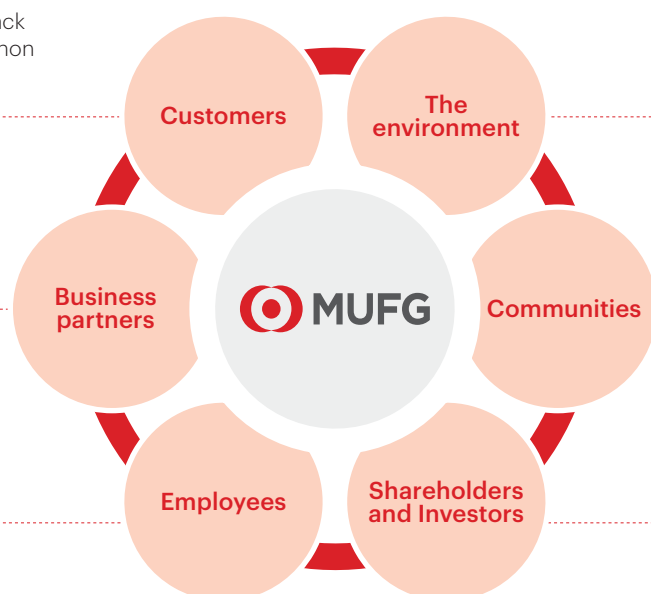 Customers
The
environment
Business
partners
MUFG
Communities
Employees
Shareholders
and Investors